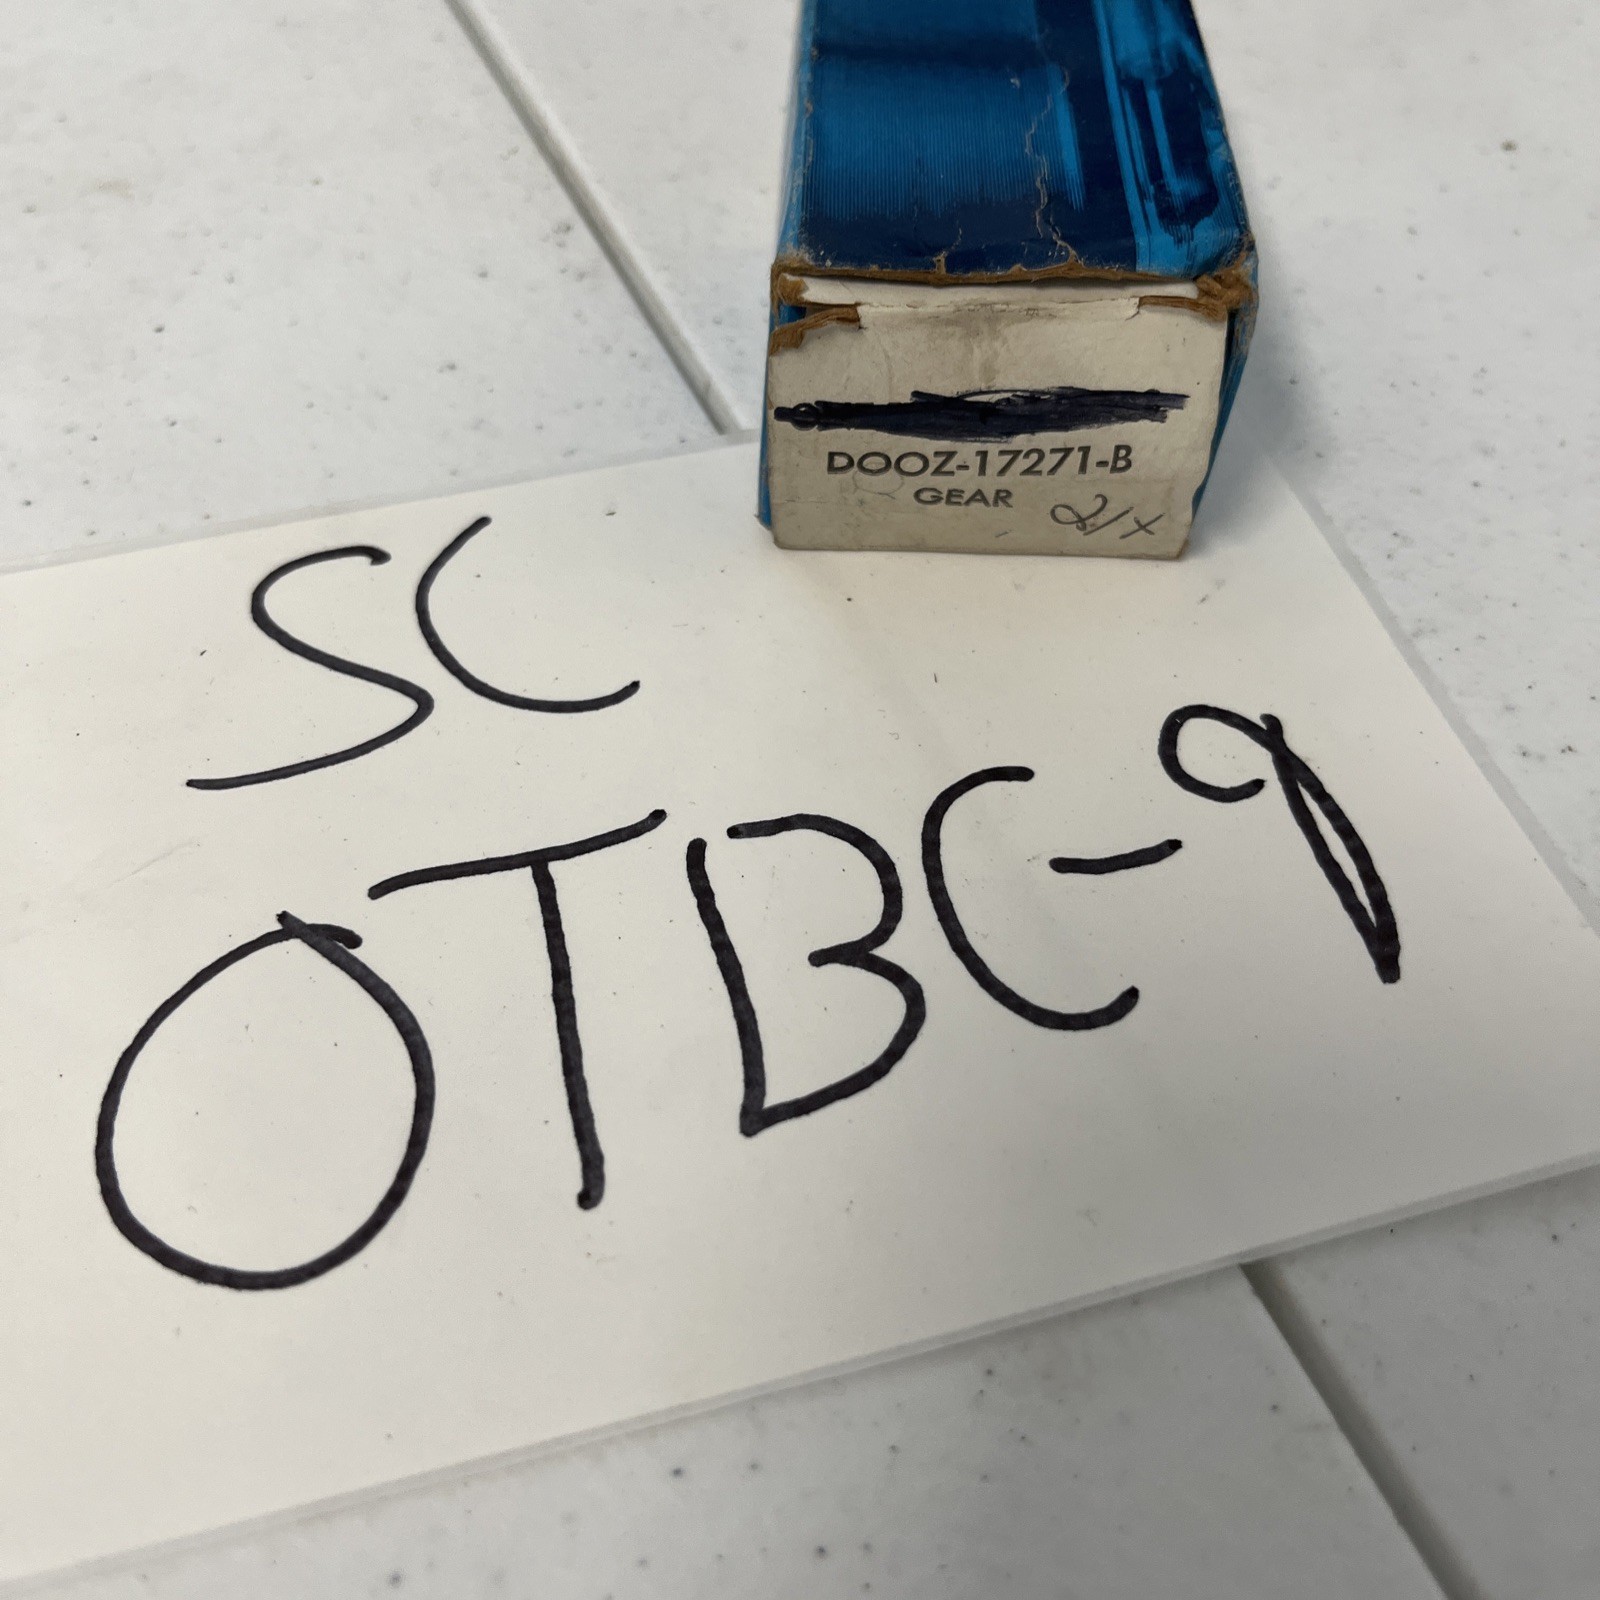 DOOZ-17271-B
GEAR
SC
OTBC-9